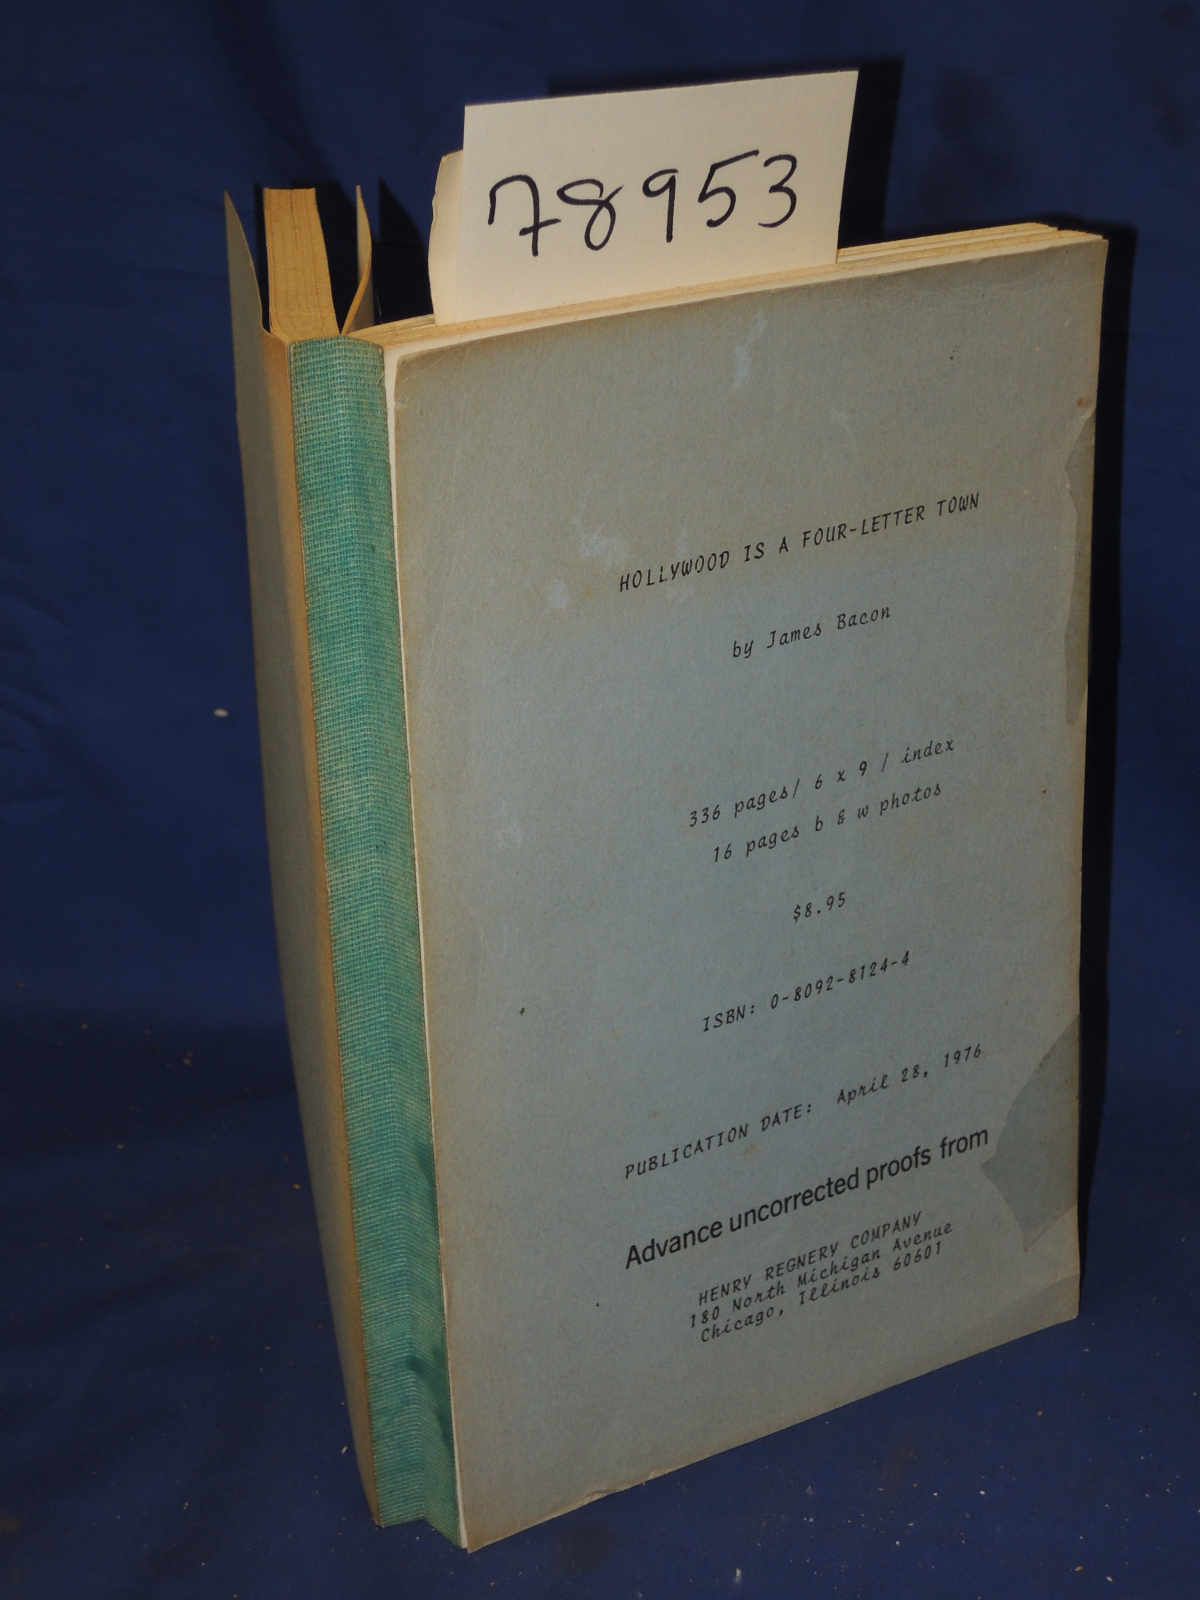 78953
HOLLYWOOD IS A FOUR-LETTER TOWN
by James Bacon
336 pages/ 6 x 9 / index
16 pages b & w photos
$8.95
ISBN: 0-8092-8124-4
PUBLICATION DATE: April 28, 1976
Advance uncorrected proofs from
HENRY REGNERY COMPANY
180 North Michigan Avenue
Chicago, Illinois 60601